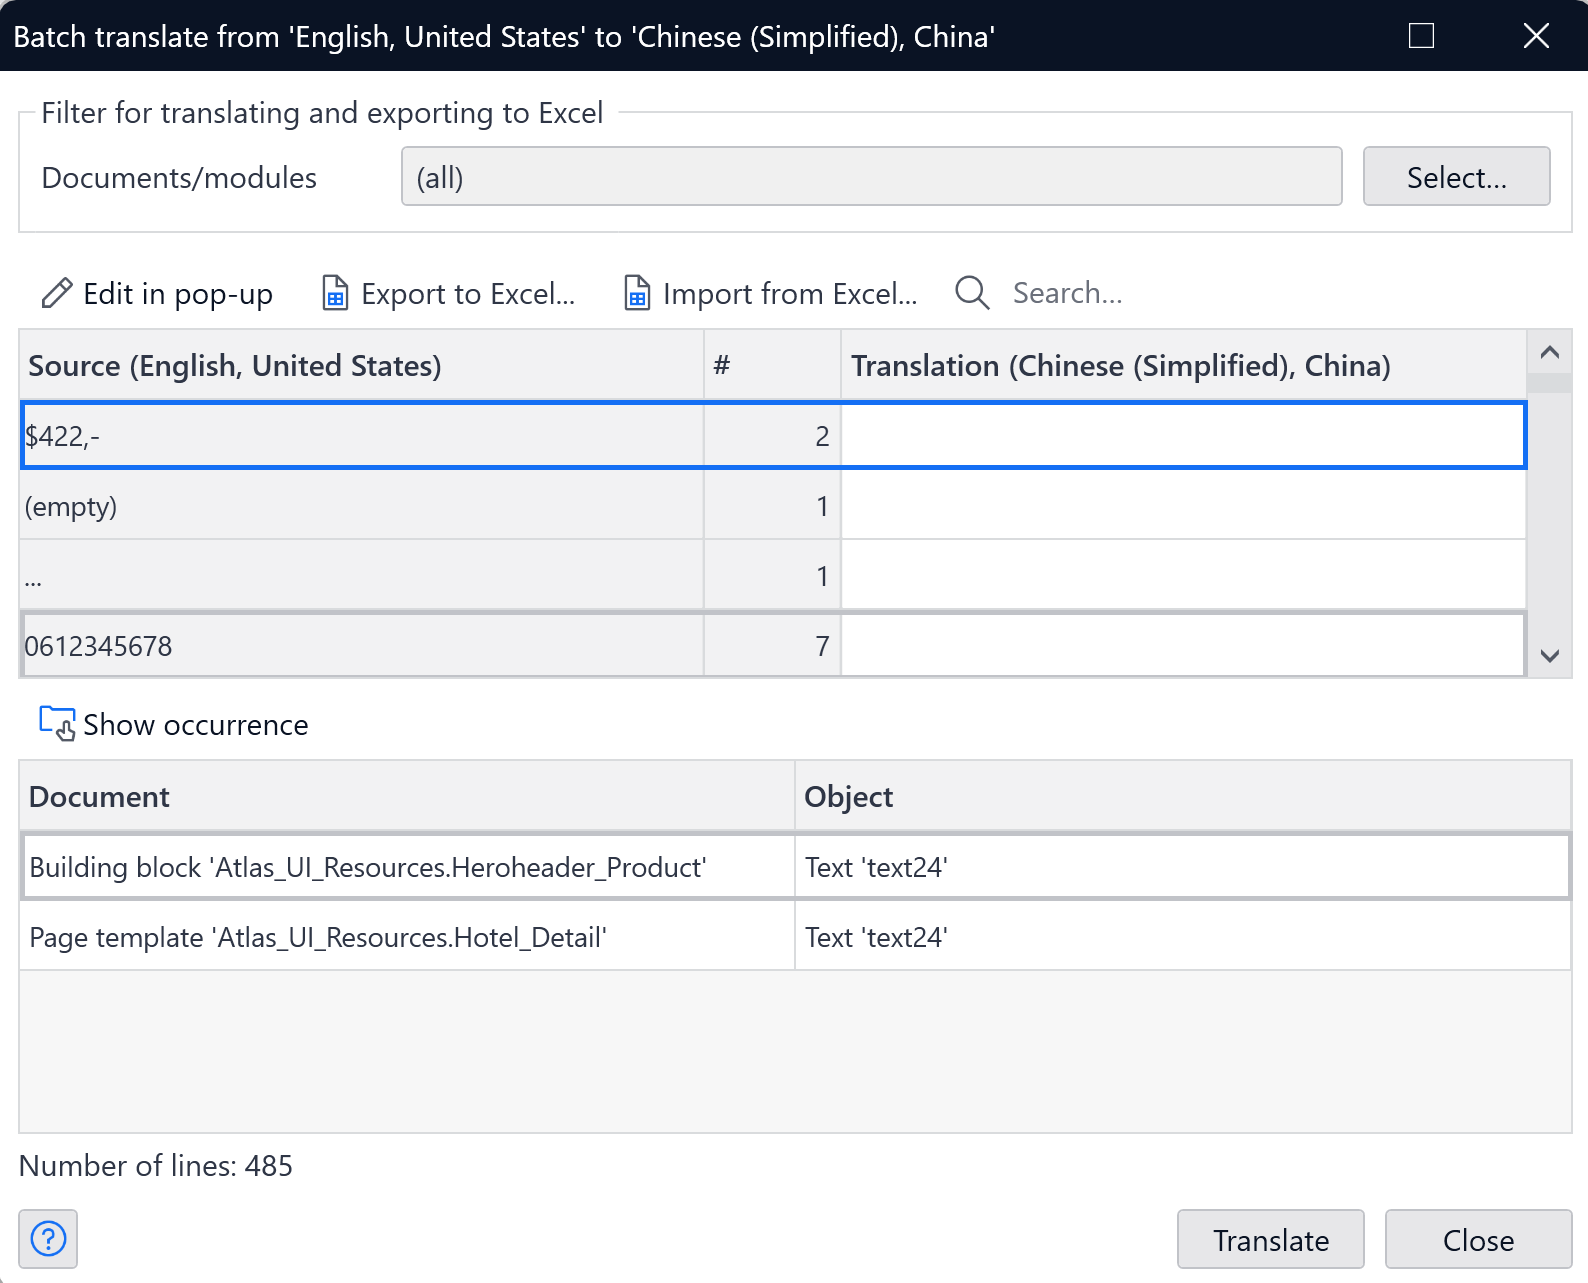 Batch translate from 'English, United States' to 'Chinese (Simplified), China'
Filter for translating and exporting to Excel
Documents/modules (all) Select...
Edit in pop-up Export to Excel... Import from Excel... Search...
Source (English, United States) # Translation (Chinese (Simplified), China)
$422,- 2
(empty) 1
... 1
0612345678 7
Show occurrence
Document Object
Building block 'Atlas_UI_Resources.Heroheader_Product' Text 'text24'
Page template 'Atlas_UI_Resources.Hotel_Detail' Text 'text24'
Number of lines: 485
? Translate Close